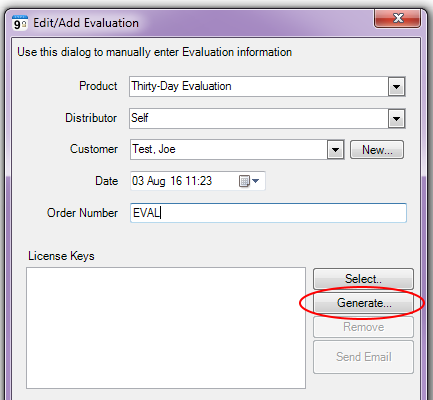 Edit/Add Evaluation
Use this dialog to manually enter Evaluation information
Product Thirty-Day Evaluation
Distributor Self
Customer Test, Joe New...
Date 03 Aug 16 11:23
Order Number EVAL
License Keys
Select..
Generate...
Remove
Send Email